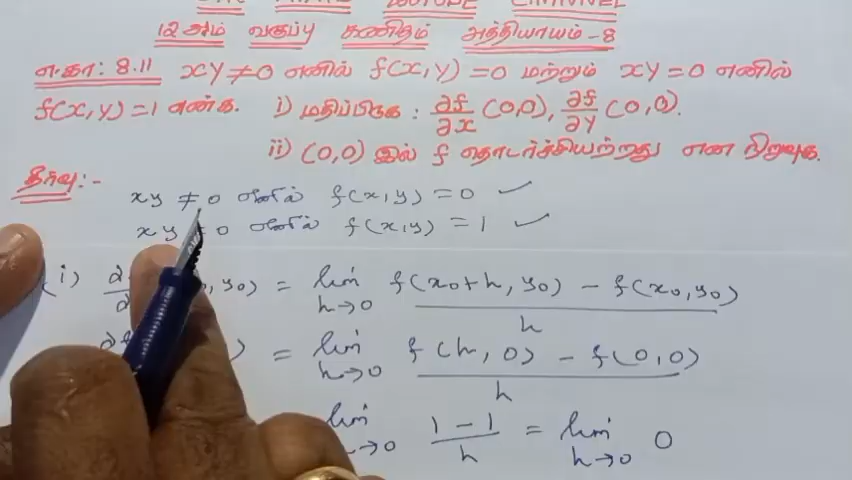 12ஆம் வகுப்பு கணிதம் அத்தியாயம்-8
எ.கா: 8.11 xy ≠ 0 எனில் f(x,y) = 0 மற்றும் xy = 0 எனில்
f(x,y) = 1 என்க. i) மதிப்பிடுக : ∂f/∂x (0,0), ∂f/∂y (0,0).
ii) (0,0) இல் f தொடர்ச்சியற்றது என நிறுவுக.
தீர்வு:-
xy ≠ 0 எனில் f(x,y) = 0 ✓
xy = 0 எனில் f(x,y) = 1 ✓
(i) , y₀) = lim h→0 f(x₀+h, y₀) - f(x₀, y₀) / h
) = lim h→0 f(h, 0) - f(0, 0) / h
lim h→0 1 - 1 / h = lim h→0 0